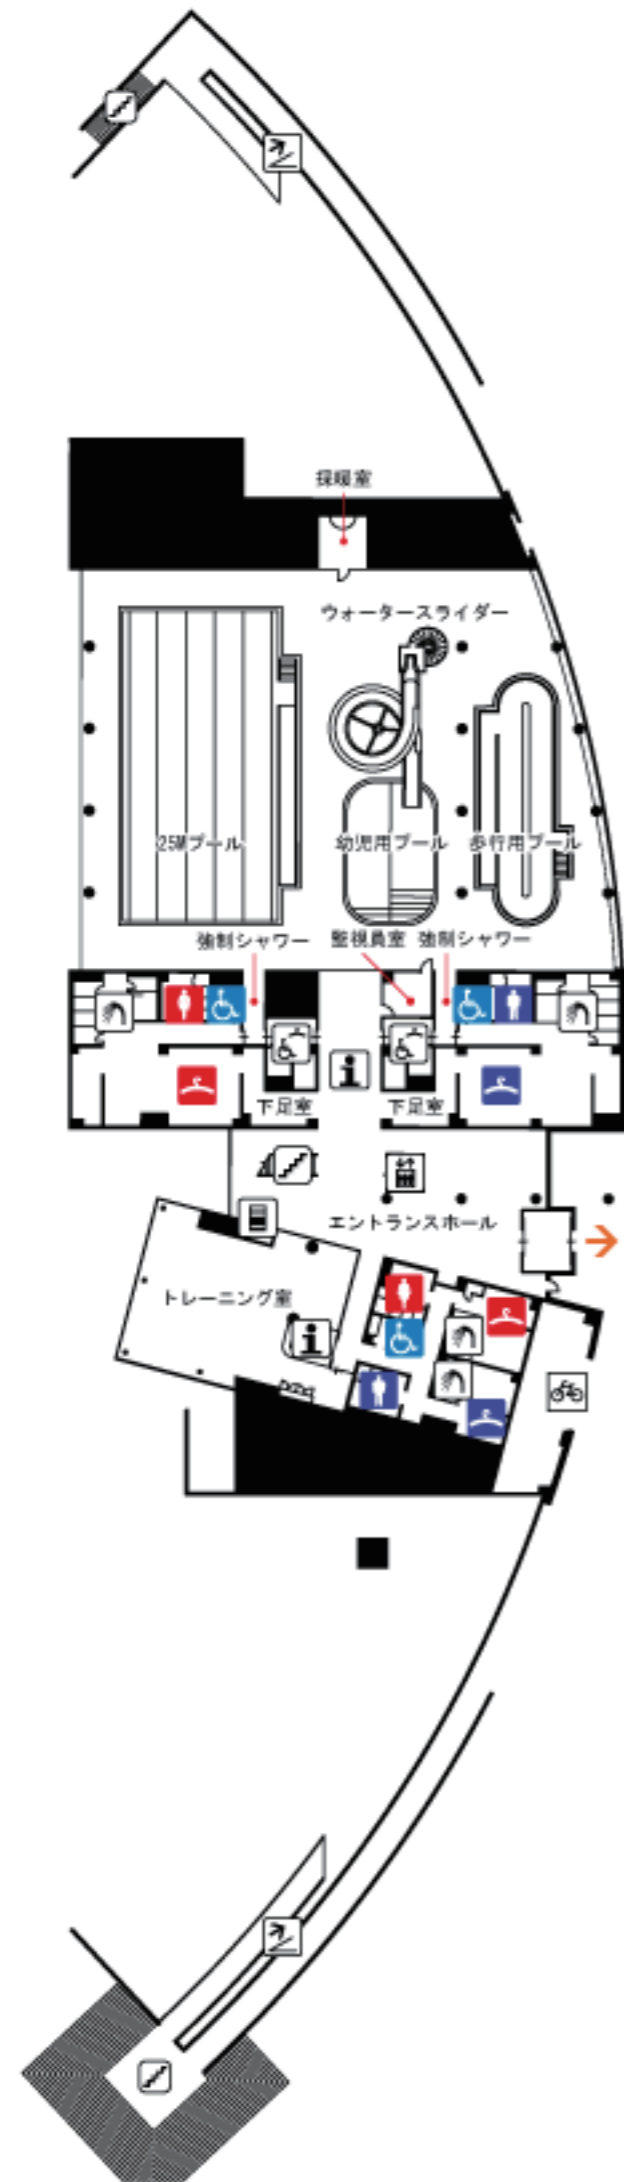 採暖室
ウォータースライダー
25Mプール
幼児用プール
歩行用プール
強制シャワー
監視員室
強制シャワー
下足室
下足室
エントランスホール
トレーニング室